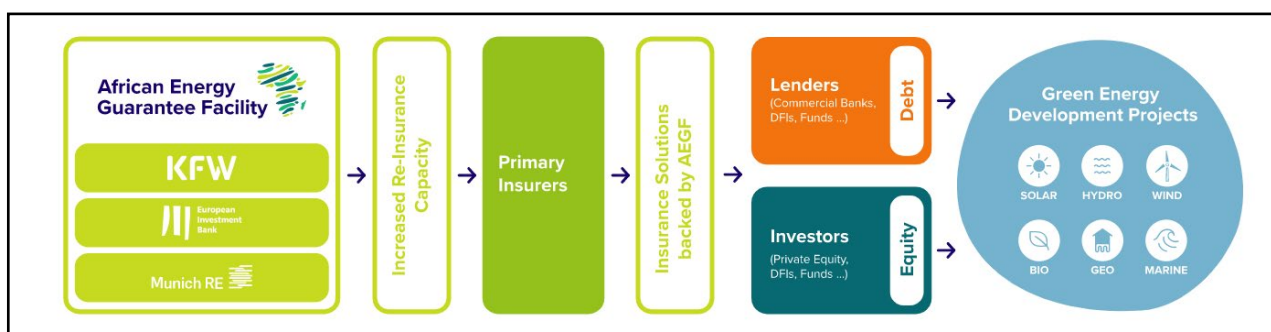 African Energy
Guarantee Facility
KFW
European
Investment
Bank
Munich RE
Increased Re-Insurance
Capacity
Primary
Insurers
Insurance Solutions
backed by AEGF
Lenders
(Commercial Banks,
DFIs, Funds ...)
Debt
Investors
(Private Equity,
DFIs, Funds ...)
Equity
Green Energy
Development Projects
SOLAR
HYDRO
WIND
BIO
GEO
MARINE